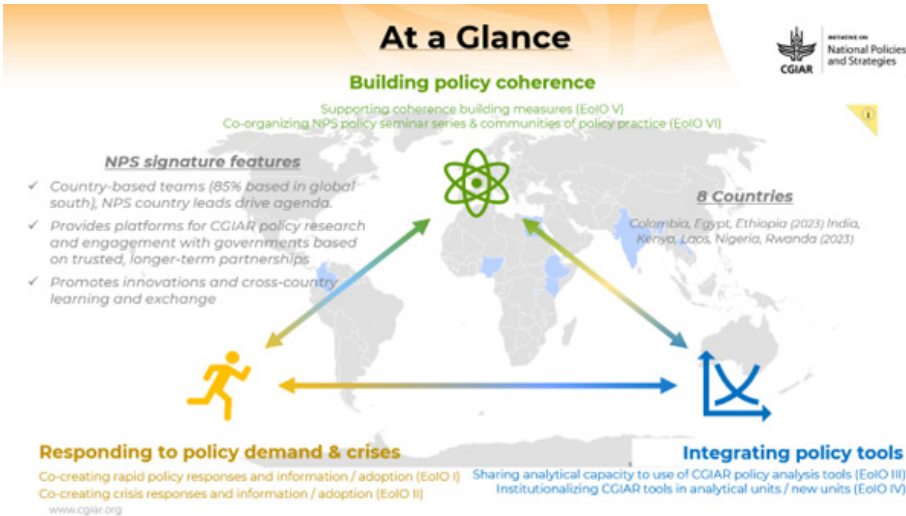 At a Glance
INITIATIVE ON
National Policies
and Strategies
CGIAR
Building policy coherence
Supporting coherence building measures (EoIO V)
Co-organizing NPS policy seminar series & communities of policy practice (EoIO VI)
NPS signature features
✓ Country-based teams (85% based in global
south), NPS country leads drive agenda.
✓ Provides platforms for CGIAR policy research
and engagement with governments based
on trusted, longer-term partnerships
✓ Promotes innovations and cross-country
learning and exchange
8 Countries
Colombia, Egypt, Ethiopia (2023) India,
Kenya, Laos, Nigeria, Rwanda (2023)
Responding to policy demand & crises
Co-creating rapid policy responses and information / adoption (EoIO I)
Co-creating crisis responses and information / adoption (EoIO II)
www.cgiar.org
Integrating policy tools
Sharing analytical capacity to use of CGIAR policy analysis tools (EoIO III)
Institutionalizing CGIAR tools in analytical units / new units (EoIO IV)